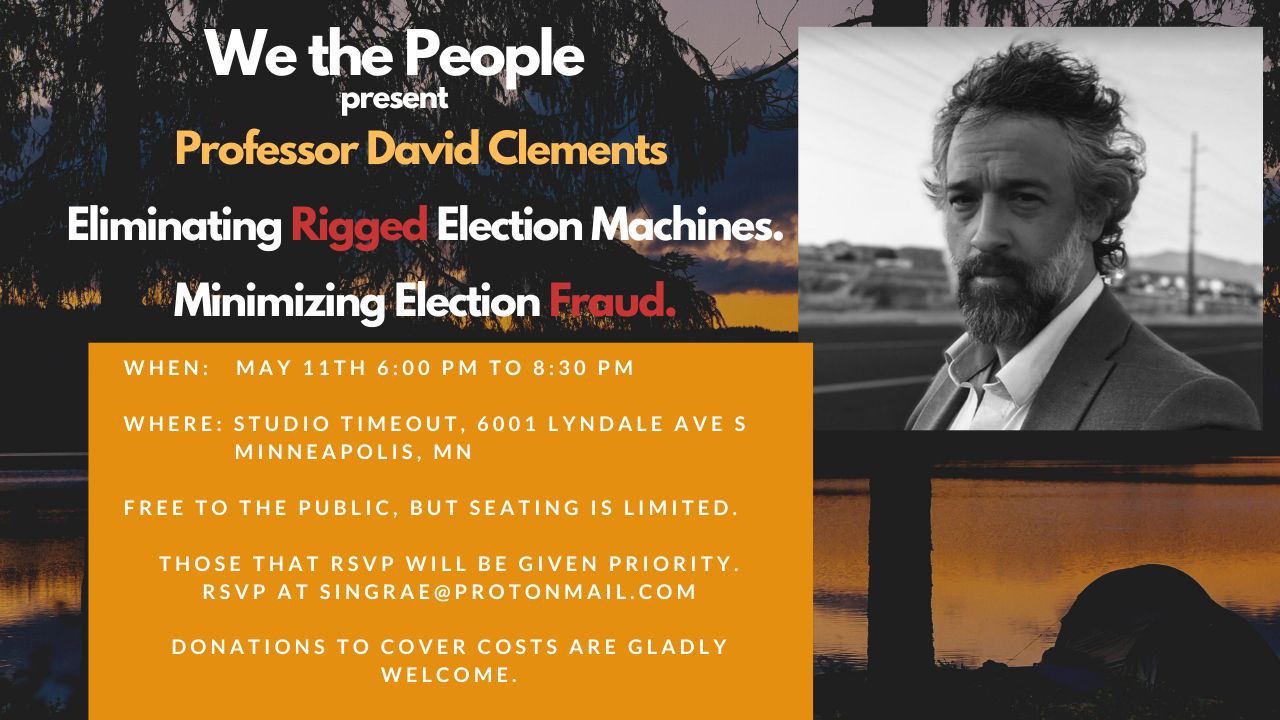 We the People
present
Professor David Clements
Eliminating Rigged Election Machines.
Minimizing Election Fraud.
WHEN: MAY 11TH 6:00 PM TO 8:30 PM
WHERE: STUDIO TIMEOUT, 6001 LYNDALE AVE S
MINNEAPOLIS, MN
FREE TO THE PUBLIC, BUT SEATING IS LIMITED.
THOSE THAT RSVP WILL BE GIVEN PRIORITY.
RSVP AT SINGRAE@PROTONMAIL.COM
DONATIONS TO COVER COSTS ARE GLADLY
WELCOME.